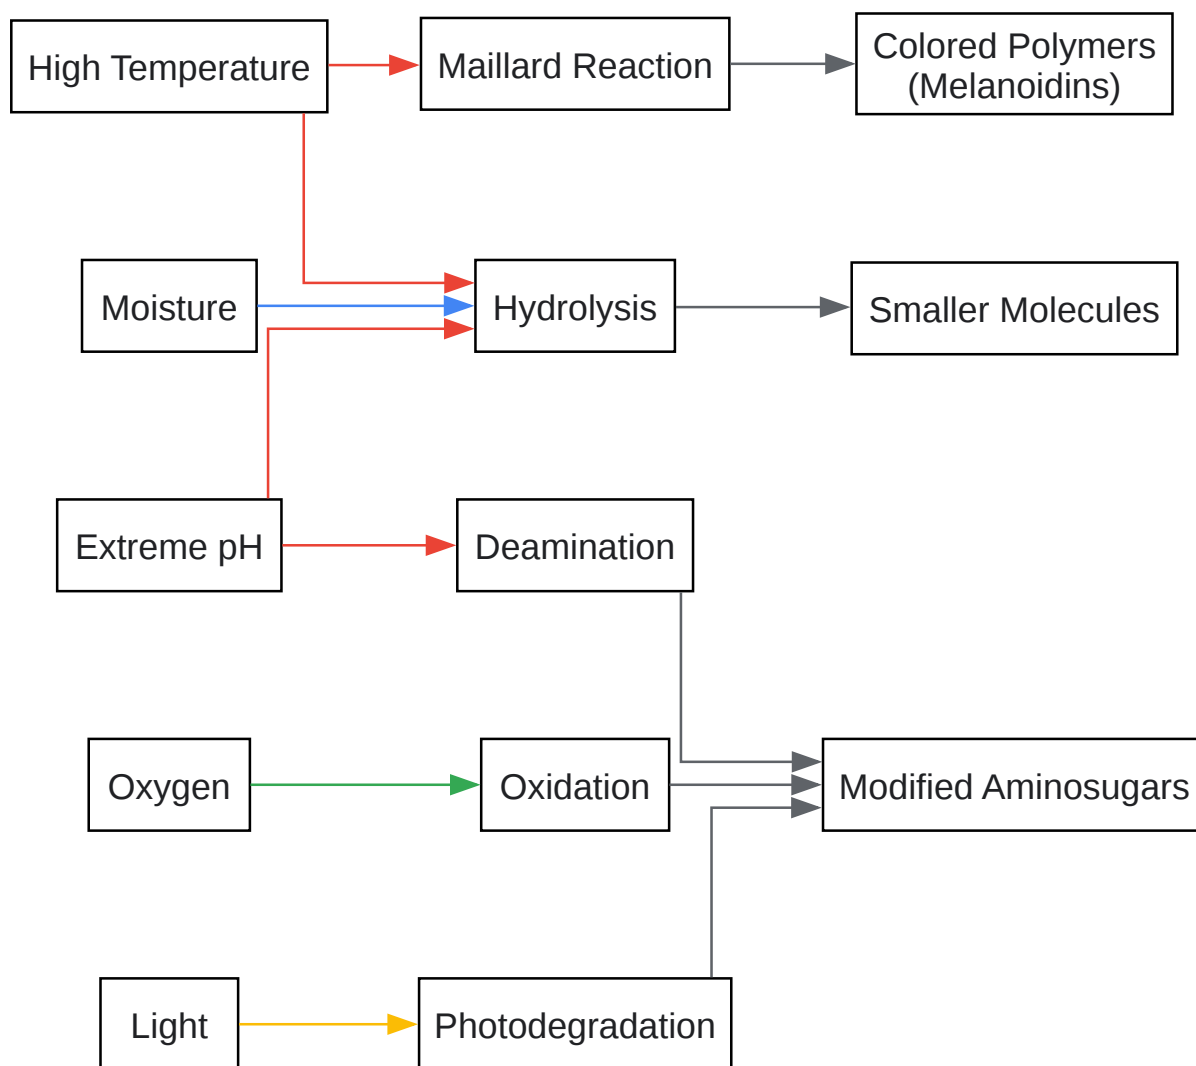 High Temperature
Maillard Reaction
Colored Polymers
(Melanoidins)
Moisture
Hydrolysis
Smaller Molecules
Extreme pH
Deamination
Oxygen
Oxidation
Modified Aminosugars
Light
Photodegradation